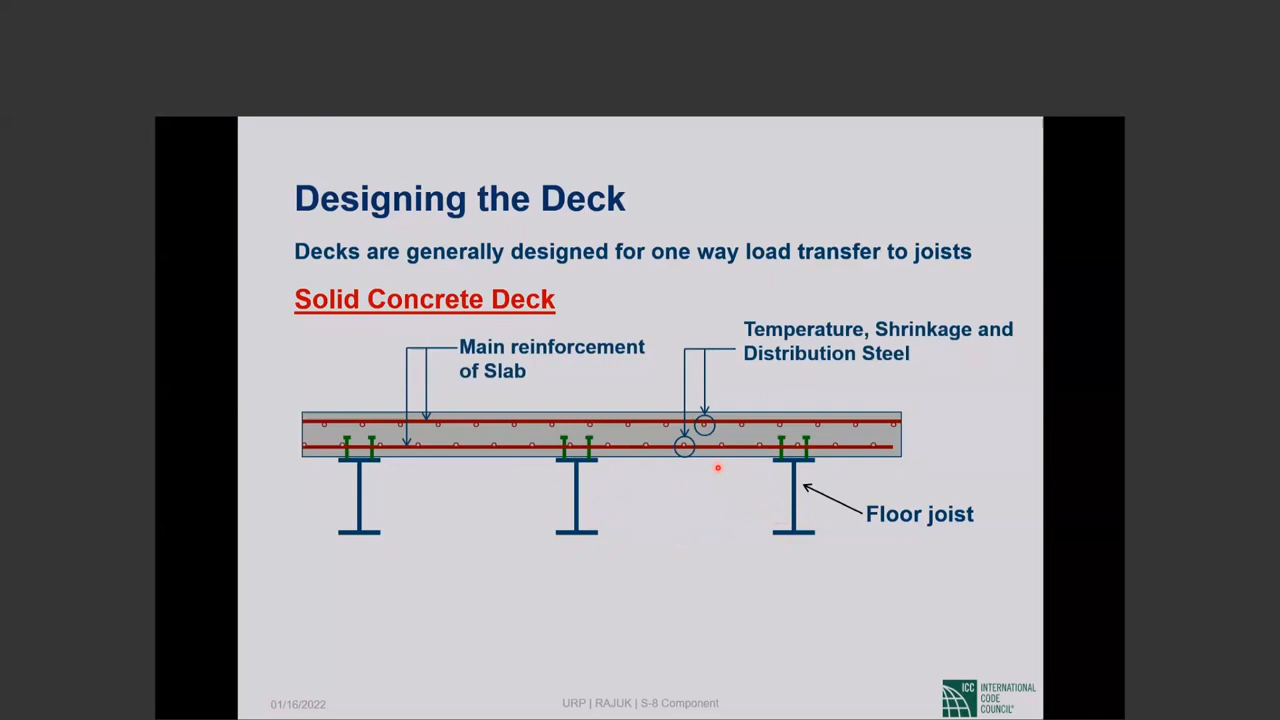 Designing the Deck
Decks are generally designed for one way load transfer to joists
Solid Concrete Deck
Temperature, Shrinkage and
Distribution Steel
Main reinforcement
of Slab
Floor joist
01/16/2022
URP | RAJUK | S-8 Component
ICC
INTERNATIONAL
CODE
COUNCIL®